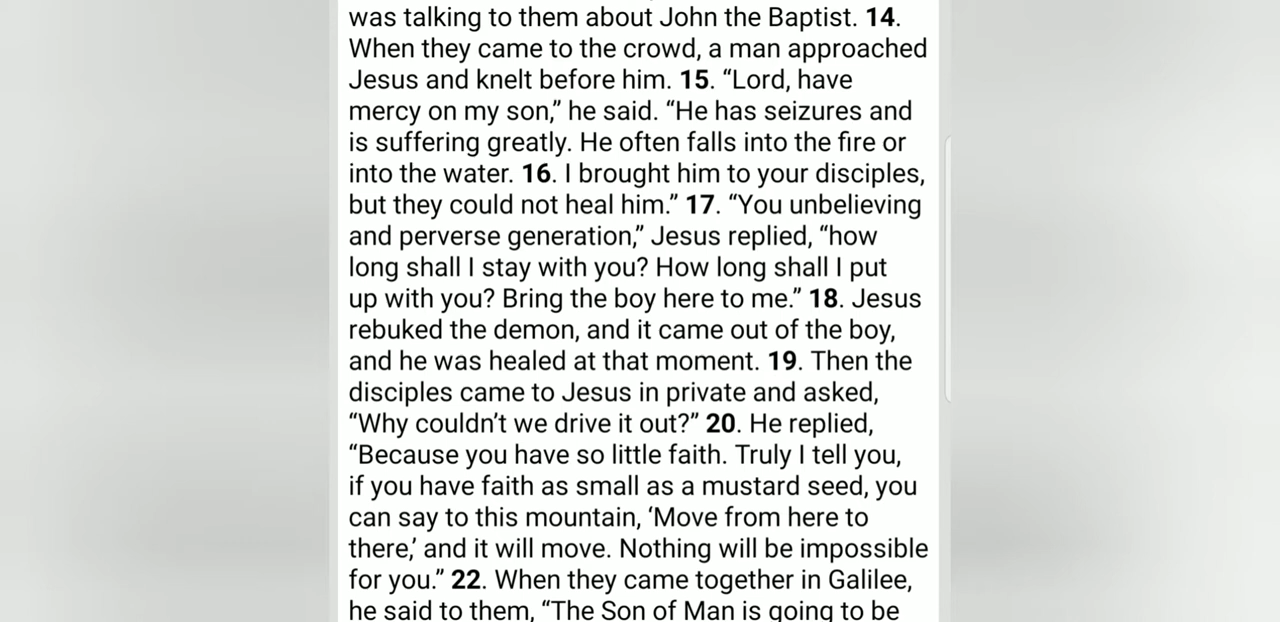 was talking to them about John the Baptist. 14.
When they came to the crowd, a man approached
Jesus and knelt before him. 15. “Lord, have
mercy on my son,” he said. “He has seizures and
is suffering greatly. He often falls into the fire or
into the water. 16. I brought him to your disciples,
but they could not heal him.” 17. “You unbelieving
and perverse generation,” Jesus replied, “how
long shall I stay with you? How long shall I put
up with you? Bring the boy here to me.” 18. Jesus
rebuked the demon, and it came out of the boy,
and he was healed at that moment. 19. Then the
disciples came to Jesus in private and asked,
“Why couldn’t we drive it out?” 20. He replied,
“Because you have so little faith. Truly I tell you,
if you have faith as small as a mustard seed, you
can say to this mountain, ‘Move from here to
there,’ and it will move. Nothing will be impossible
for you.” 22. When they came together in Galilee,
he said to them, “The Son of Man is going to be